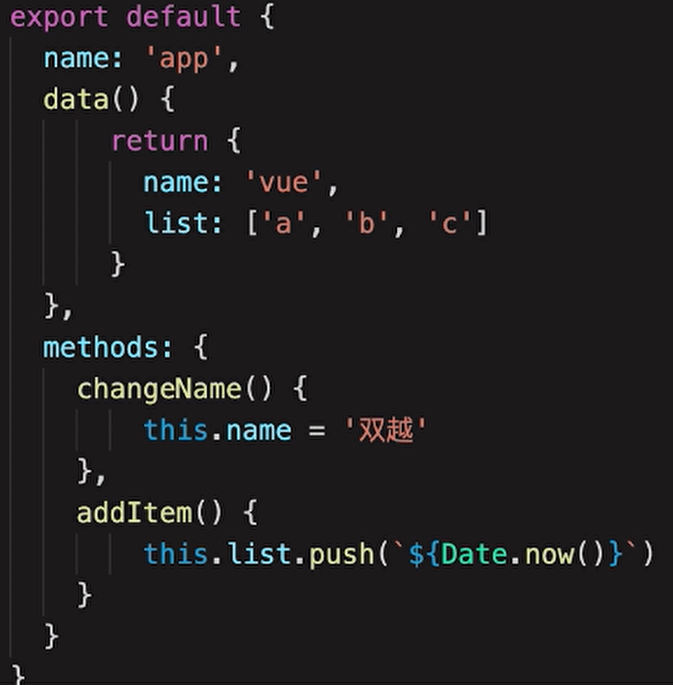 export default {
  name: 'app',
  data() {
      return {
        name: 'vue',
        list: ['a', 'b', 'c']
      }
  },
  methods: {
    changeName() {
        this.name = '双越'
    },
    addItem() {
        this.list.push(`${Date.now()}`)
    }
  }
}